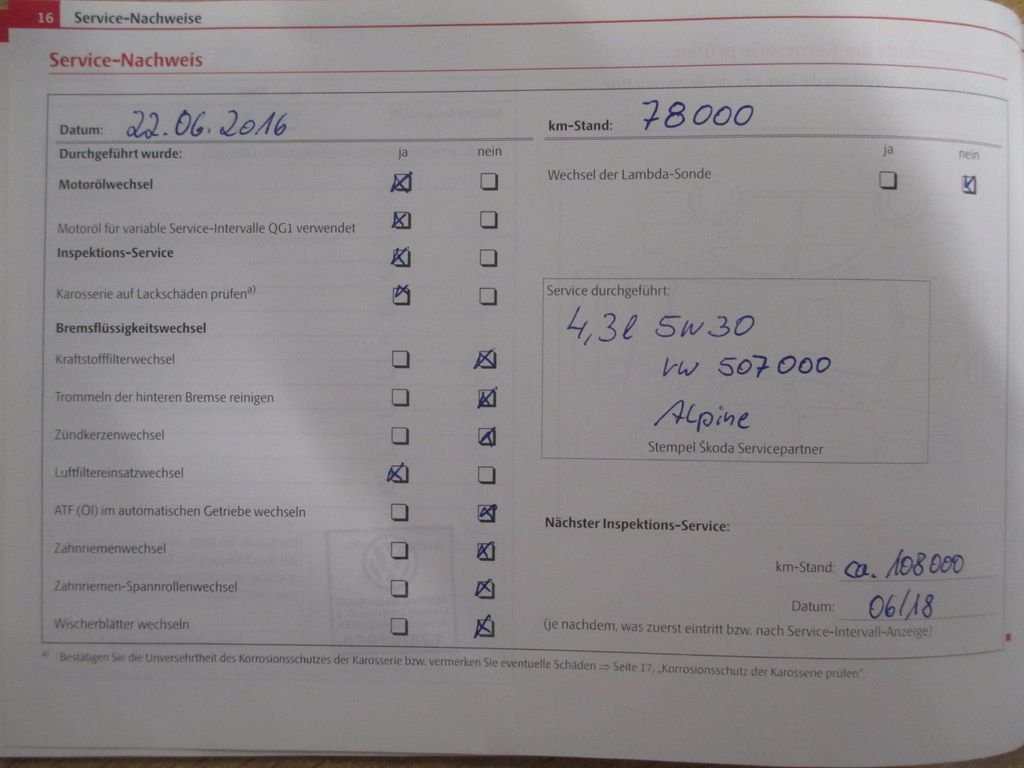 16 Service-Nachweise
Service-Nachweis
Datum: 22.06.2016
km-Stand: 78000
Durchgeführt wurde: ja nein
ja nein
Motorölwechsel
Wechsel der Lambda-Sonde
Motoröl für variable Service-Intervalle QG1 verwendet
Inspektions-Service
Karosserie auf Lackschäden prüfen a)
Bremsflüssigkeitswechsel
Kraftstofffilterwechsel
Trommeln der hinteren Bremse reinigen
Zündkerzenwechsel
Luftfiltereinsatzwechsel
ATF (Öl) im automatischen Getriebe wechseln
Zahnriemenwechsel
Zahnriemen-Spannrollenwechsel
Wischerblätter wechseln
Service durchgeführt:
4,3l 5W30
VW 507000
Alpine
Stempel Škoda Servicepartner
Nächster Inspektions-Service:
km-Stand: ca. 108000
Datum: 06/18
(je nachdem, was zuerst eintritt bzw. nach Service-Intervall-Anzeige)
a) Bestätigen Sie die Unversehrtheit des Korrosionsschutzes der Karosserie bzw. vermerken Sie eventuelle Schäden ⇒ Seite 17, „Korrosionsschutz der Karosserie prüfen".